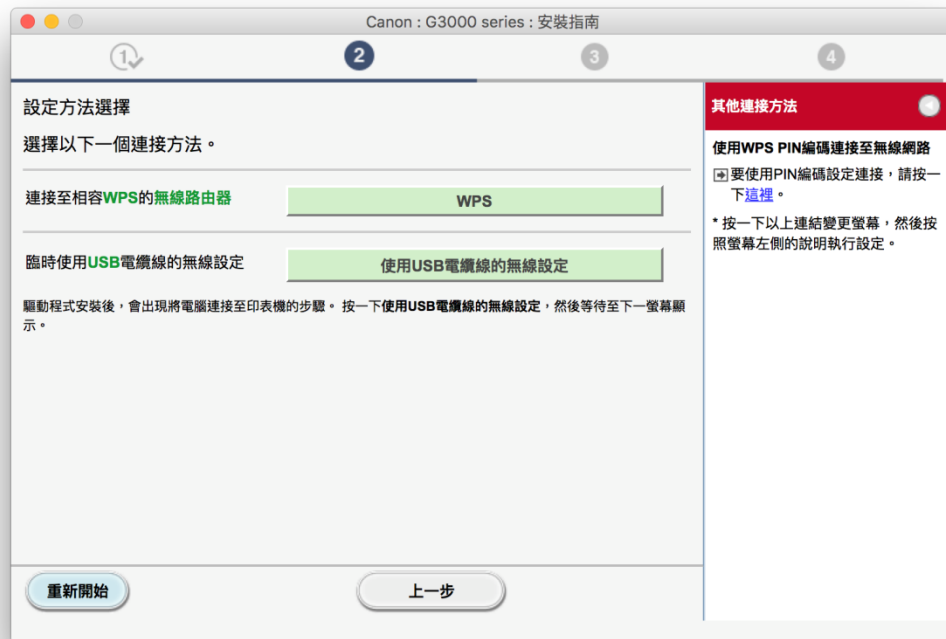 Canon : G3000 series : 安裝指南
1 2 3 4
設定方法選擇
選擇以下一個連接方法。
連接至相容WPS的無線路由器
WPS
臨時使用USB電纜線的無線設定
使用USB電纜線的無線設定
驅動程式安裝後，會出現將電腦連接至印表機的步驟。 按一下使用USB電纜線的無線設定，然後等待至下一螢幕顯
示。
其他連接方法
使用WPS PIN編碼連接至無線網路
要使用PIN編碼設定連接，請按一
下這裡。
* 按一下以上連結變更螢幕，然後按
照螢幕左側的說明執行設定。
重新開始
上一步